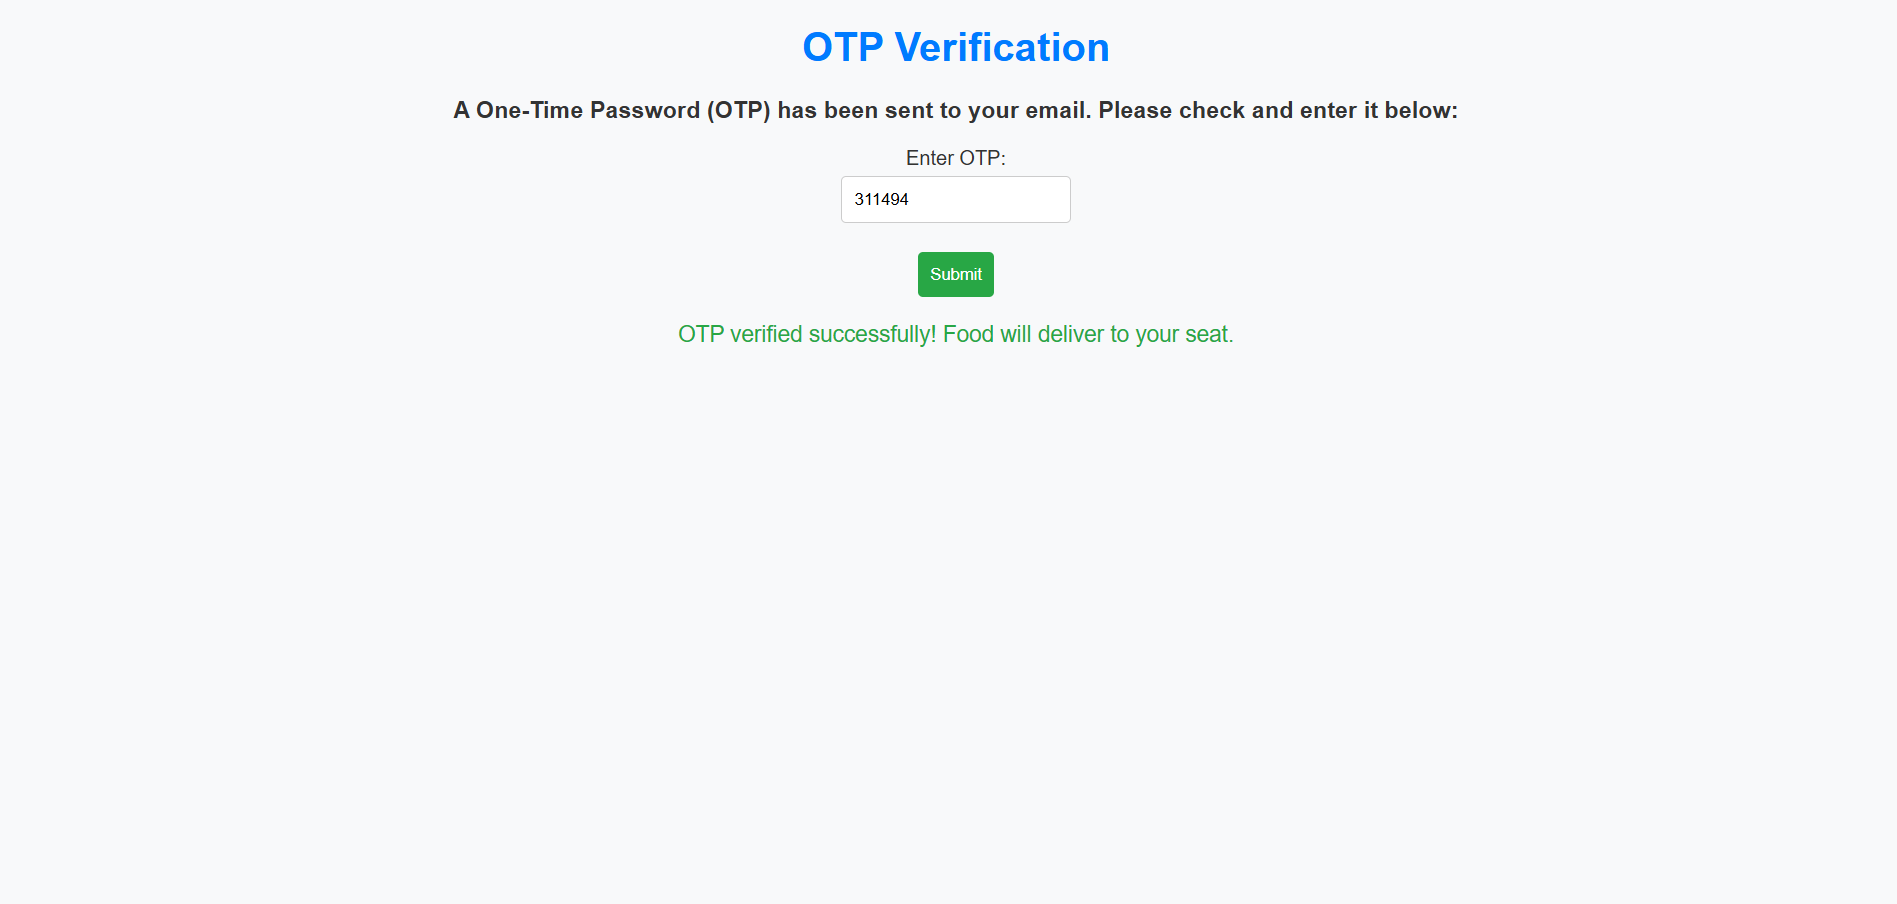 OTP Verification
A One-Time Password (OTP) has been sent to your email. Please check and enter it below:
Enter OTP:
311494
Submit
OTP verified successfully! Food will deliver to your seat.